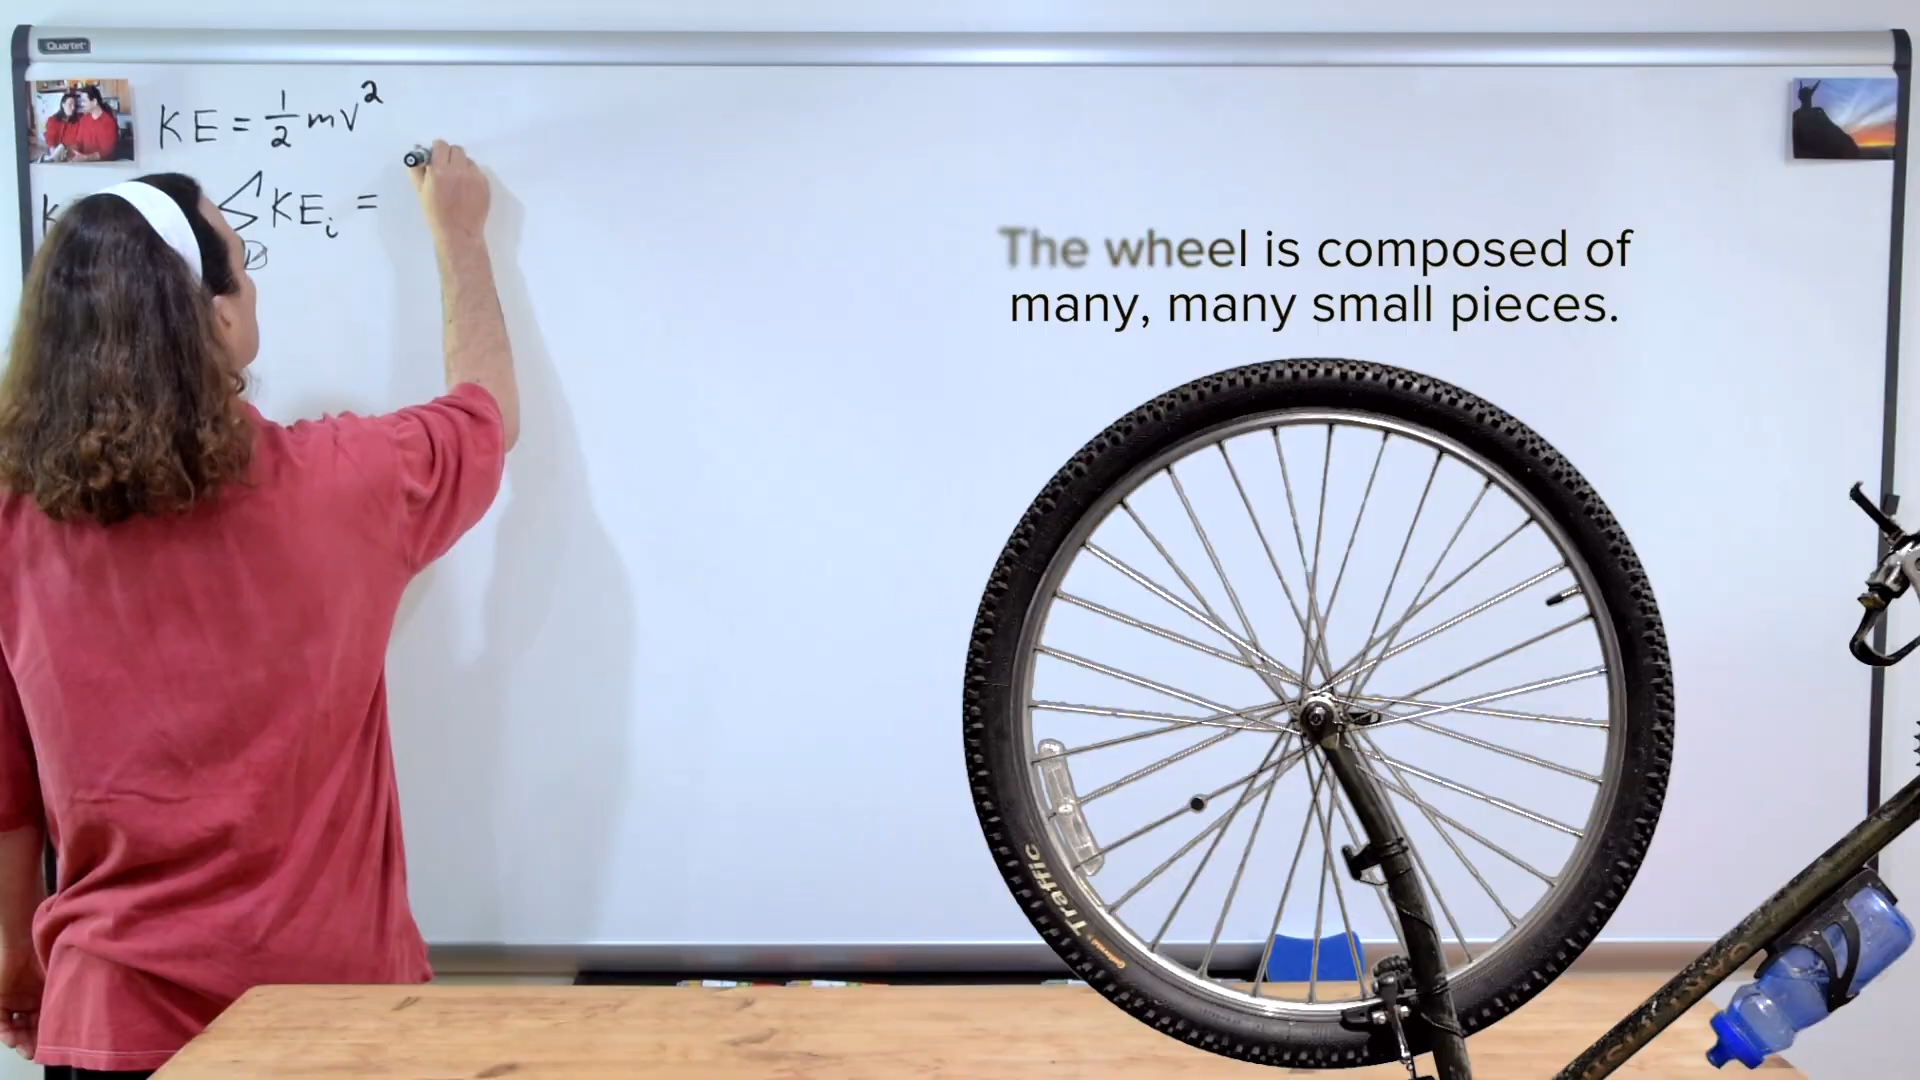 Quartet
KE = 1/2 mv²
K ΣKEᵢ =
The wheel is composed of
many, many small pieces.
Traffic